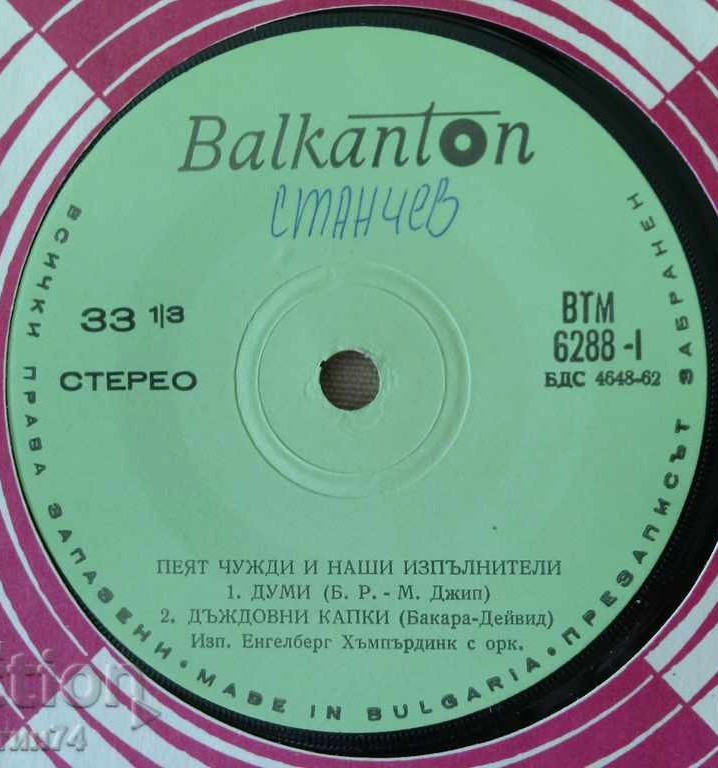 Balkanton
СТАНЧЕВ
33 1/3
СТЕРЕО
ВТМ
6288-I
БДС 4648-62
ПЕЯТ ЧУЖДИ И НАШИ ИЗПЪЛНИТЕЛИ
1. ДУМИ (Б. Р. - М. Джип)
2. ДЪЖДОВНИ КАПКИ (Бакара-Дейвид)
Изп. Енгелберг Хъмпърдинк с орк.
ВСИЧКИ ПРАВА ЗАПАЗЕНИ • MADE IN BULGARIA • ПРЕЗАПИСЪТ ЗАБРАНЕН